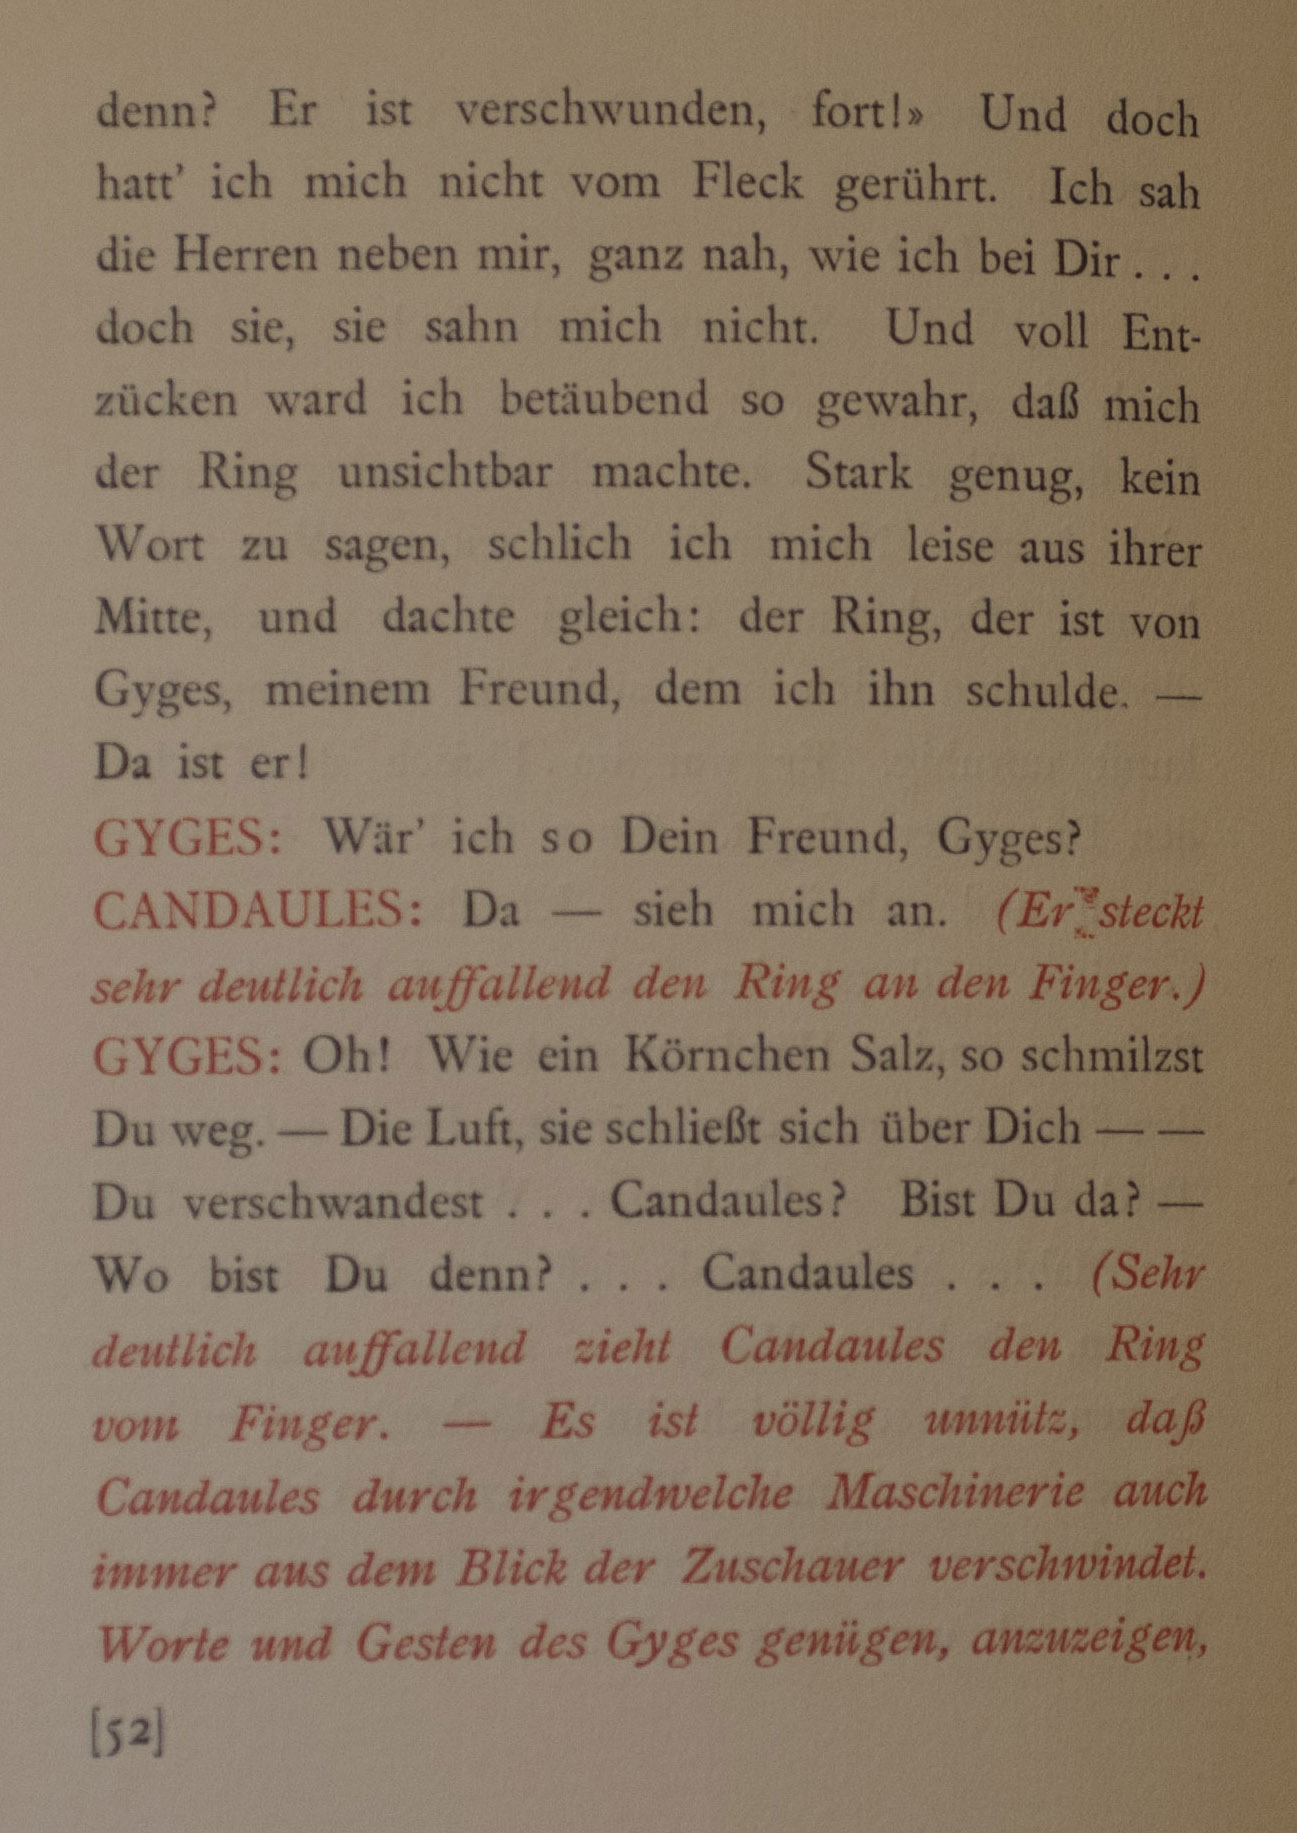 denn? Er ist verschwunden, fort!» Und doch
hatt’ ich mich nicht vom Fleck gerührt. Ich sah
die Herren neben mir, ganz nah, wie ich bei Dir . . .
doch sie, sie sahn mich nicht. Und voll Ent-
zücken ward ich betäubend so gewahr, daß mich
der Ring unsichtbar machte. Stark genug, kein
Wort zu sagen, schlich ich mich leise aus ihrer
Mitte, und dachte gleich: der Ring, der ist von
Gyges, meinem Freund, dem ich ihn schulde. —
Da ist er!
GYGES: Wär’ ich so Dein Freund, Gyges?
CANDAULES: Da — sieh mich an. (Er steckt
sehr deutlich auffallend den Ring an den Finger.)
GYGES: Oh! Wie ein Körnchen Salz, so schmilzst
Du weg. — Die Luft, sie schließt sich über Dich — —
Du verschwandest . . . Candaules? Bist Du da? —
Wo bist Du denn? . . . Candaules . . . (Sehr
deutlich auffallend zieht Candaules den Ring
vom Finger. — Es ist völlig unnütz, daß
Candaules durch irgendwelche Maschinerie auch
immer aus dem Blick der Zuschauer verschwindet.
Worte und Gesten des Gyges genügen, anzuzeigen,
[52]